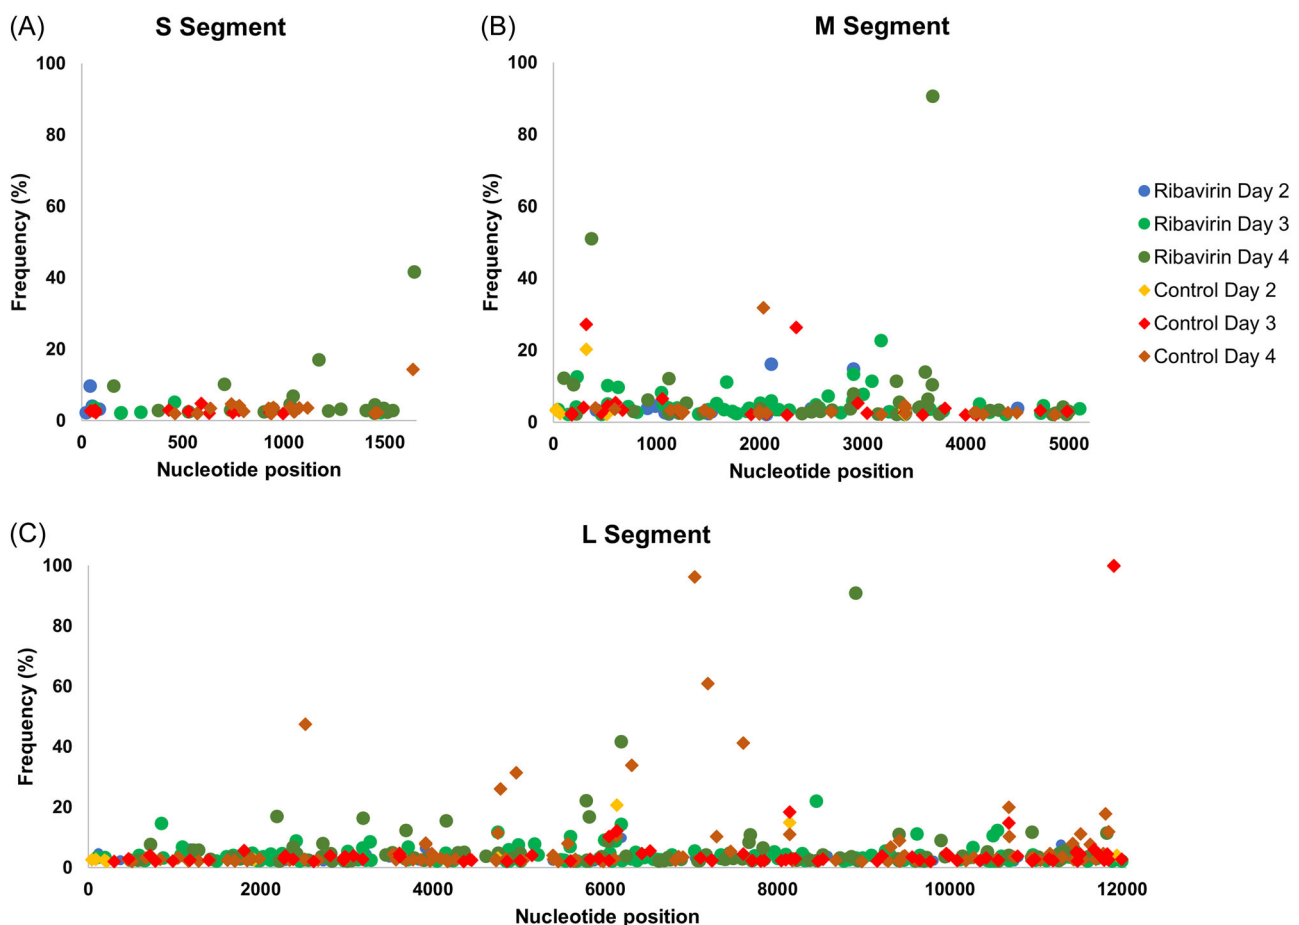 (A) S Segment
100
80
60
40
20
0
Frequency (%)
0 500 1000 1500
Nucleotide position
(B) M Segment
100
80
60
40
20
0
Frequency (%)
0 1000 2000 3000 4000 5000
Nucleotide position
Ribavirin Day 2
Ribavirin Day 3
Ribavirin Day 4
Control Day 2
Control Day 3
Control Day 4
(C) L Segment
100
80
60
40
20
0
Frequency (%)
0 2000 4000 6000 8000 10000 12000
Nucleotide position